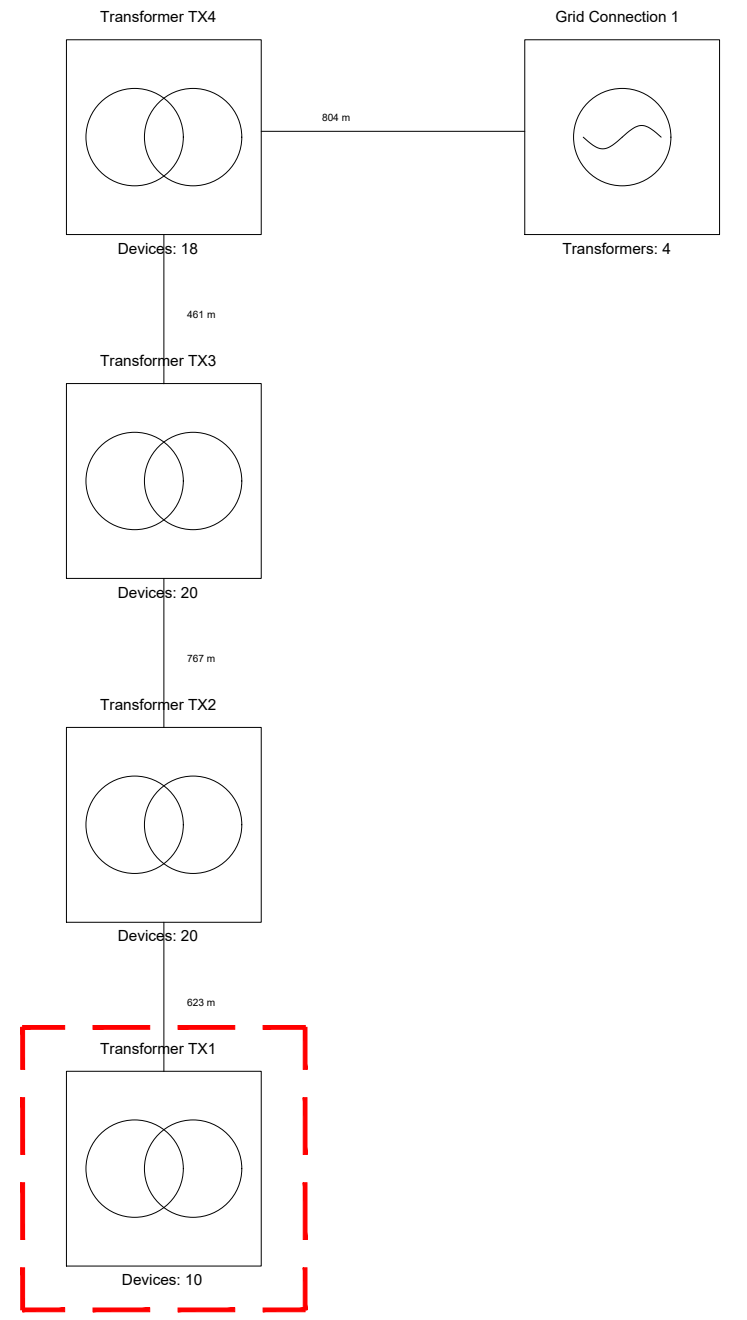 Transformer TX4
Grid Connection 1
804 m
Devices: 18
Transformers: 4
461 m
Transformer TX3
Devices: 20
767 m
Transformer TX2
Devices: 20
623 m
Transformer TX1
Devices: 10